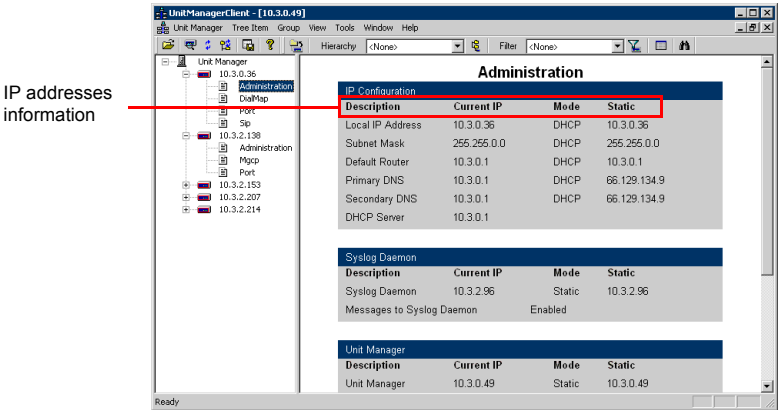 UnitManagerClient - [10.3.0.49]
Unit Manager Tree Item Group View Tools Window Help
Hierarchy <None> Filter <None>
IP addresses
information
Unit Manager
10.3.0.36
Administration
DialMap
Port
Sip
10.3.2.138
Administration
Mgcp
Port
10.3.2.153
10.3.2.207
10.3.2.214
Administration
IP Configuration
Description Current IP Mode Static
Local IP Address 10.3.0.36 DHCP 10.3.0.36
Subnet Mask 255.255.0.0 DHCP 255.255.0.0
Default Router 10.3.0.1 DHCP 10.3.0.1
Primary DNS 10.3.0.1 DHCP 66.129.134.9
Secondary DNS 10.3.0.1 DHCP 66.129.134.9
DHCP Server 10.3.0.1
Syslog Daemon
Description Current IP Mode Static
Syslog Daemon 10.3.2.96 Static 10.3.2.96
Messages to Syslog Daemon Enabled
Unit Manager
Description Current IP Mode Static
Unit Manager 10.3.0.49 Static 10.3.0.49
Ready